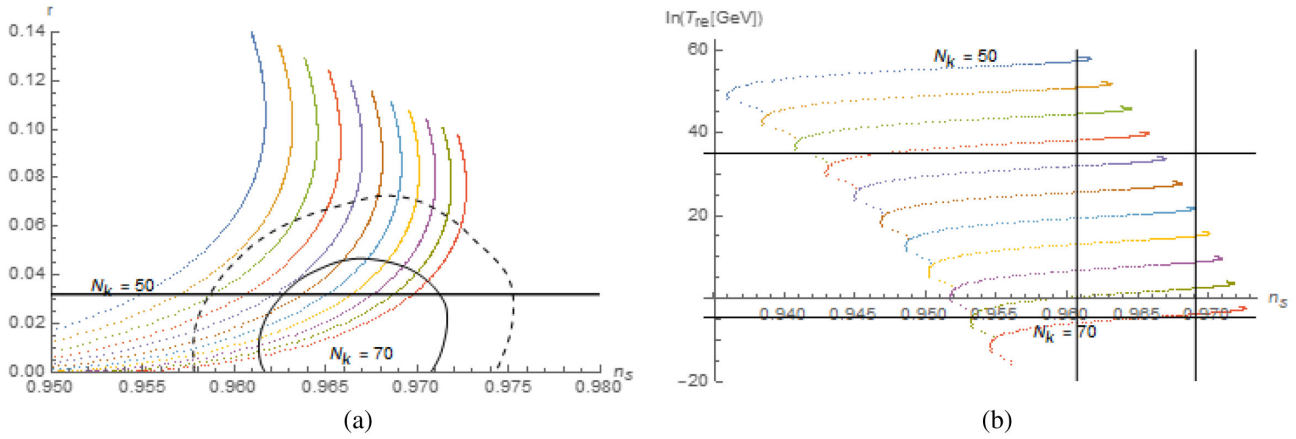 r
0.14
0.12
0.10
0.08
0.06
0.04
0.02
0.00
N_k = 50
N_k = 70
0.950 0.955 0.960 0.965 0.970 0.975 0.980
n_s
(a)
ln(T_re[GeV])
60
40
20
-20
N_k = 50
0.940 0.945 0.950 0.955 0.960 0.965 0.970
n_s
N_k = 70
(b)